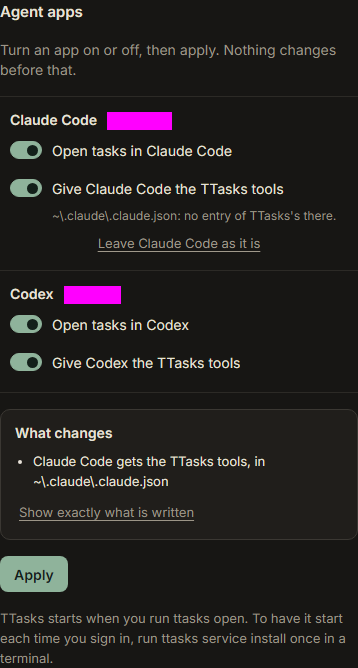 Agent apps
Turn an app on or off, then apply. Nothing changes
before that.
Claude Code
Open tasks in Claude Code
Give Claude Code the TTasks tools
~\.claude\.claude.json: no entry of TTasks's there.
Leave Claude Code as it is
Codex
Open tasks in Codex
Give Codex the TTasks tools
What changes
• Claude Code gets the TTasks tools, in
~\.claude\.claude.json
Show exactly what is written
Apply
TTasks starts when you run ttasks open. To have it start
each time you sign in, run ttasks service install once in a
terminal.